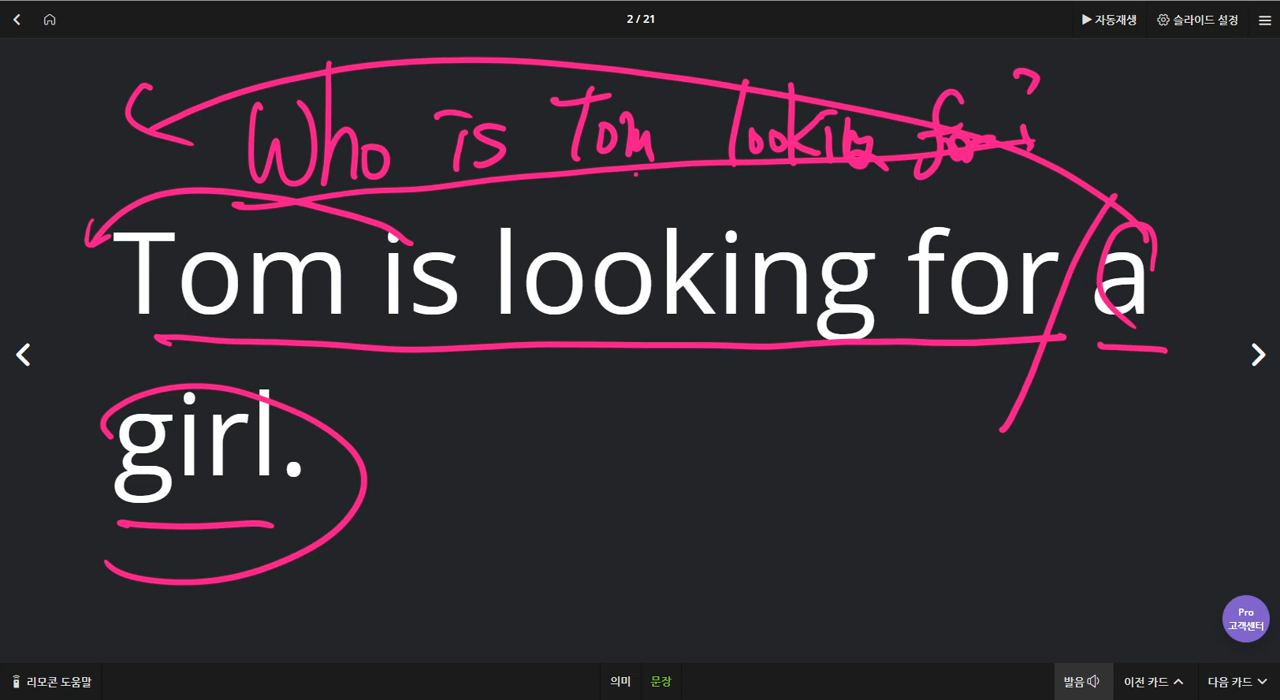 2 / 21
자동재생
슬라이드 설정
Who is Tom looking for?
Tom is looking for a
girl.
Pro
고객센터
리모콘 도움말
의미
문장
발음
이전 카드
다음 카드